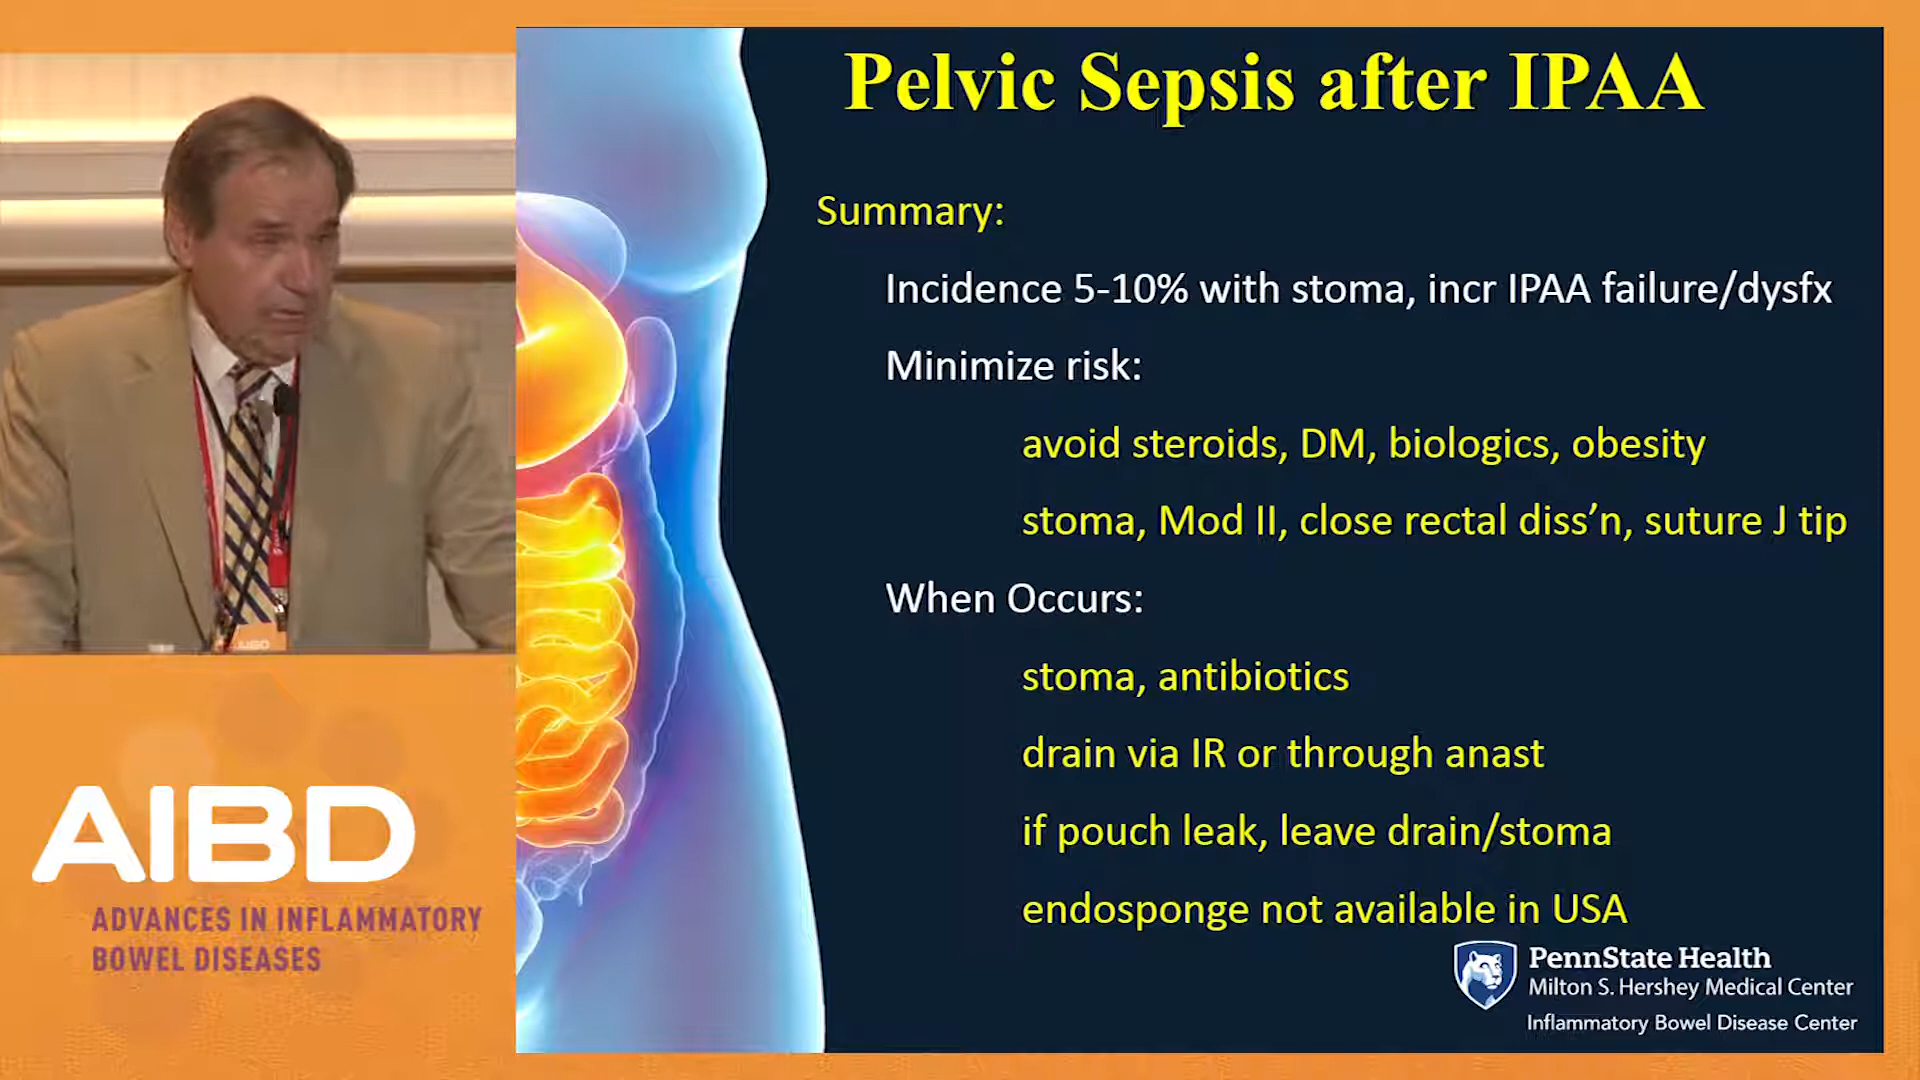 Pelvic Sepsis after IPAA
Summary:
Incidence 5-10% with stoma, incr IPAA failure/dysfx
Minimize risk:
avoid steroids, DM, biologics, obesity
stoma, Mod II, close rectal diss’n, suture J tip
When Occurs:
stoma, antibiotics
drain via IR or through anast
if pouch leak, leave drain/stoma
endosponge not available in USA
PennState Health
Milton S. Hershey Medical Center
Inflammatory Bowel Disease Center
AIBD
AIBD
ADVANCES IN INFLAMMATORY
BOWEL DISEASES